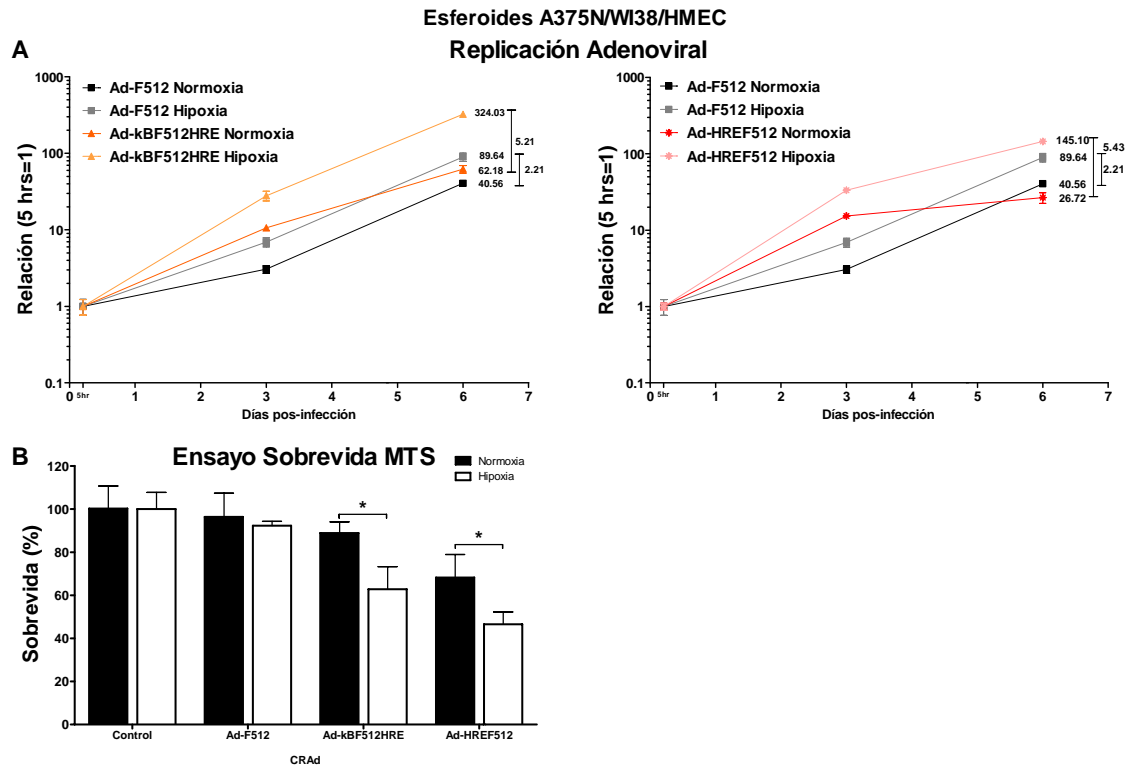 Esferoides A375N/WI38/HMEC
Replicación Adenoviral
A
1000
100
10
1
0.1
Relación (5 hrs=1)
Ad-F512 Normoxia
Ad-F512 Hipoxia
Ad-kBF512HRE Normoxia
Ad-kBF512HRE Hipoxia
324.03
5.21
89.64
2.21
62.18
40.56
0 5hr 1 2 3 4 5 6 7
Días pos-infección
1000
100
10
1
0.1
Relación (5 hrs=1)
Ad-F512 Normoxia
Ad-F512 Hipoxia
Ad-HREF512 Normoxia
Ad-HREF512 Hipoxia
145.10
5.43
89.64
2.21
40.56
26.72
0 5hr 1 2 3 4 5 6 7
Días pos-infección
B
Ensayo Sobrevida MTS
Normoxia
Hipoxia
120
100
80
60
40
20
0
Sobrevida (%)
* *
Control Ad-F512 Ad-kBF512HRE Ad-HREF512
CRAd